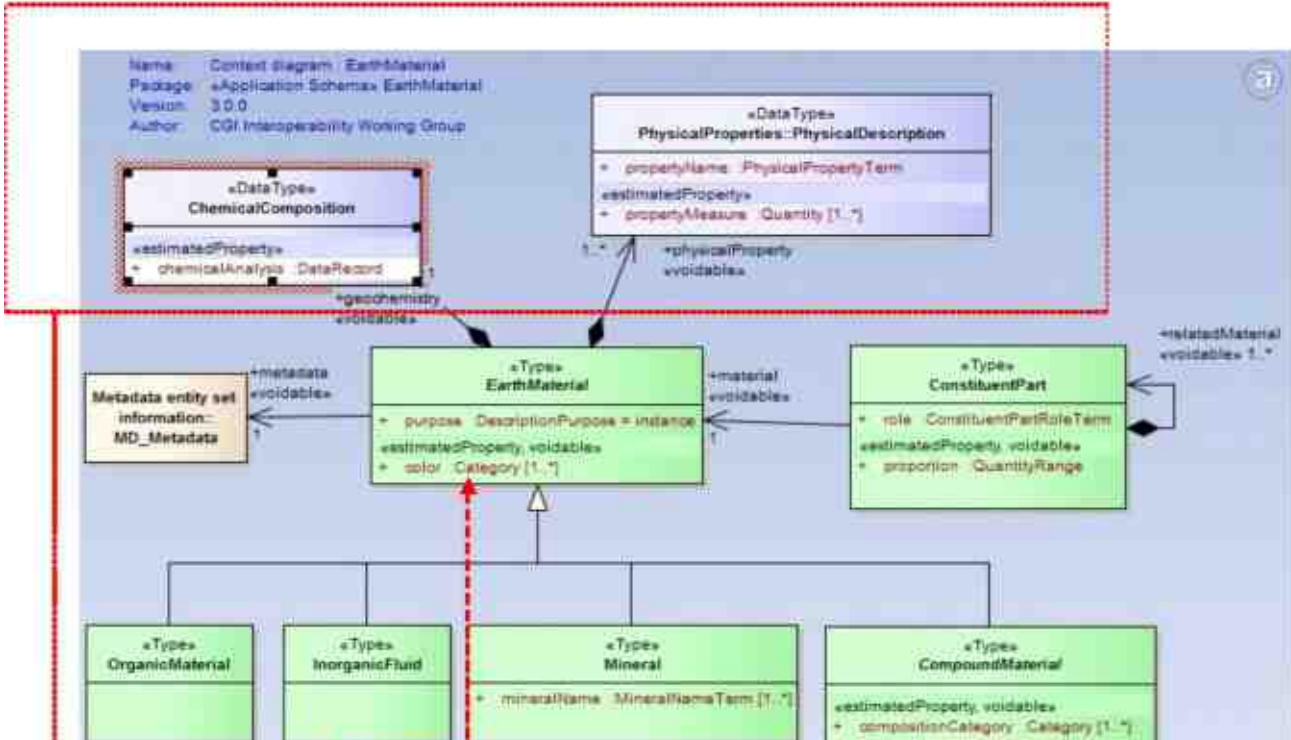 Name: Context diagram : EarthMaterial
Package: «Application Schema» EarthMaterial
Version: 3.0.0
Author: CGI Interoperability Working Group
a
«DataType»
PhysicalProperties::PhysicalDescription
+ propertyName :PhysicalPropertyTerm
«estimatedProperty»
+ propertyMeasure :Quantity [1..*]
«DataType»
ChemicalComposition
«estimatedProperty»
+ chemicalAnalysis :DataRecord
1
+geochemistry
«voidable»
1..*
+physicalProperty
«voidable»
Metadata entity set
information::
MD_Metadata
+metadata
«voidable»
1
«Type»
EarthMaterial
+ purpose :DescriptionPurpose = instance
«estimatedProperty, voidable»
+ color :Category [1..*]
+material
«voidable»
1
«Type»
ConstituentPart
+ role :ConstituentPartRoleTerm
«estimatedProperty, voidable»
+ proportion :QuantityRange
+relatedMaterial
«voidable» 1..*
«Type»
OrganicMaterial
«Type»
InorganicFluid
«Type»
Mineral
+ mineralName :MineralNameTerm [1..*]
«Type»
CompoundMaterial
«estimatedProperty, voidable»
+ compositionCategory :Category [1..*]